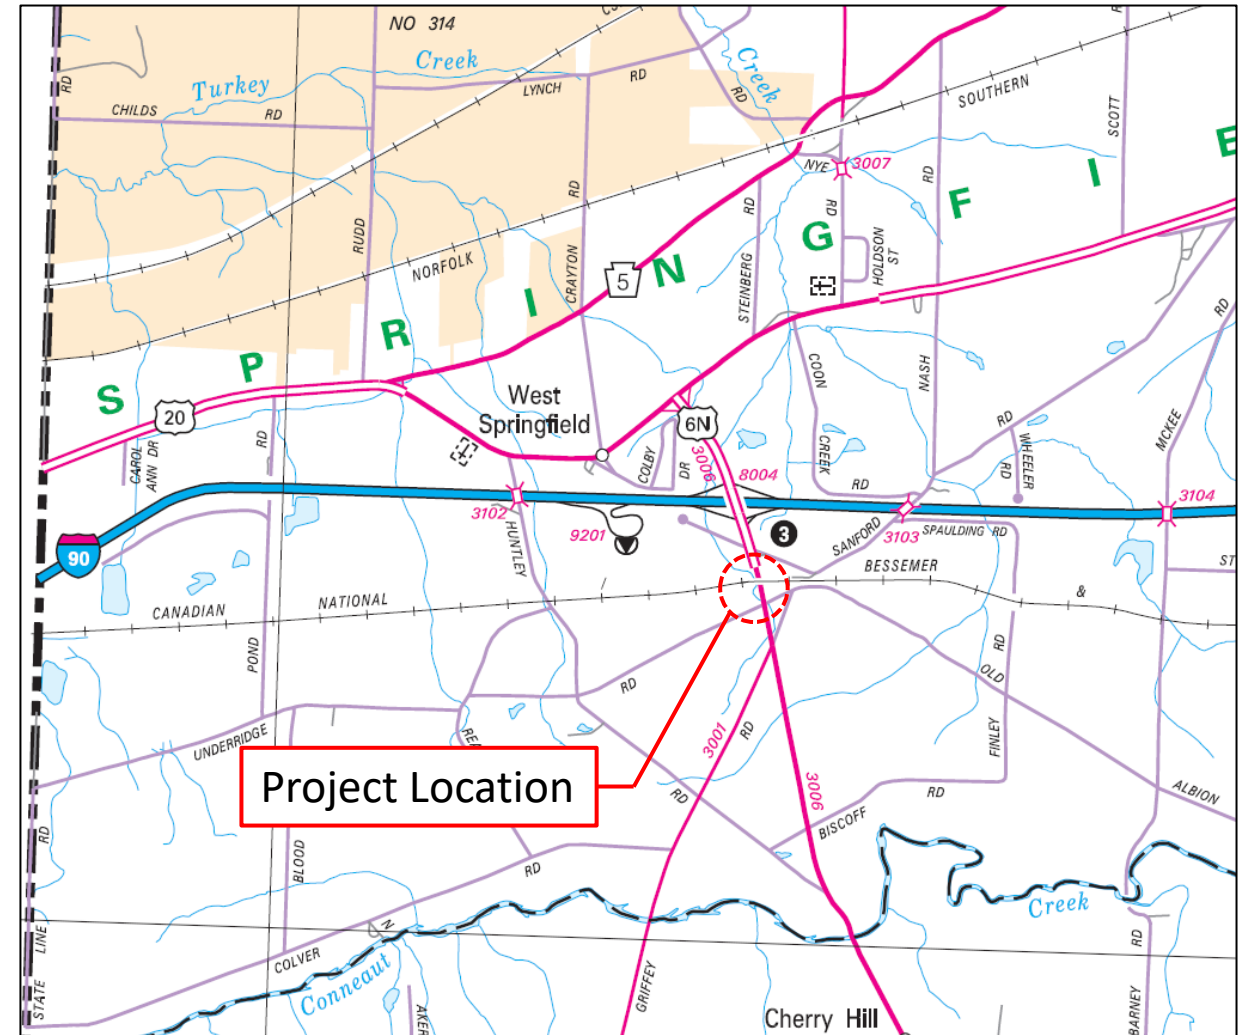 NO 314
Creek
Turkey
RD
CHILDS
RD
LYNCH
RD
Creek
RD
SOUTHERN
SCOTT
NYE
3007
RD
RD
RD
RD
RUDD
NORFOLK
CRAYTON
STEINBERG
HOLDSON
ST
S P R I N G F I E
5
20
West
Springfield
6N
COON
CREEK
RD
NASH
RD
WHEELER
RD
MCKEE
RD
CAROL
ANN DR
RD
COLBY
DR
3006
8004
3102
9201
3
SANFORD
3103
SPAULDING RD
3104
90
HUNTLEY
BESSEMER
&
ST
CANADIAN
NATIONAL
POND
RD
RD
OLD
UNDERRIDGE
3001
RD
FINLEY
Project Location
3006
RD
RD
BISCOFF
ALBION
RD
BLOOD
RD
Creek
COLVER
N
Conneaut
STATE LINE
GRIFFEY
RD
BARNEY
Cherry Hill